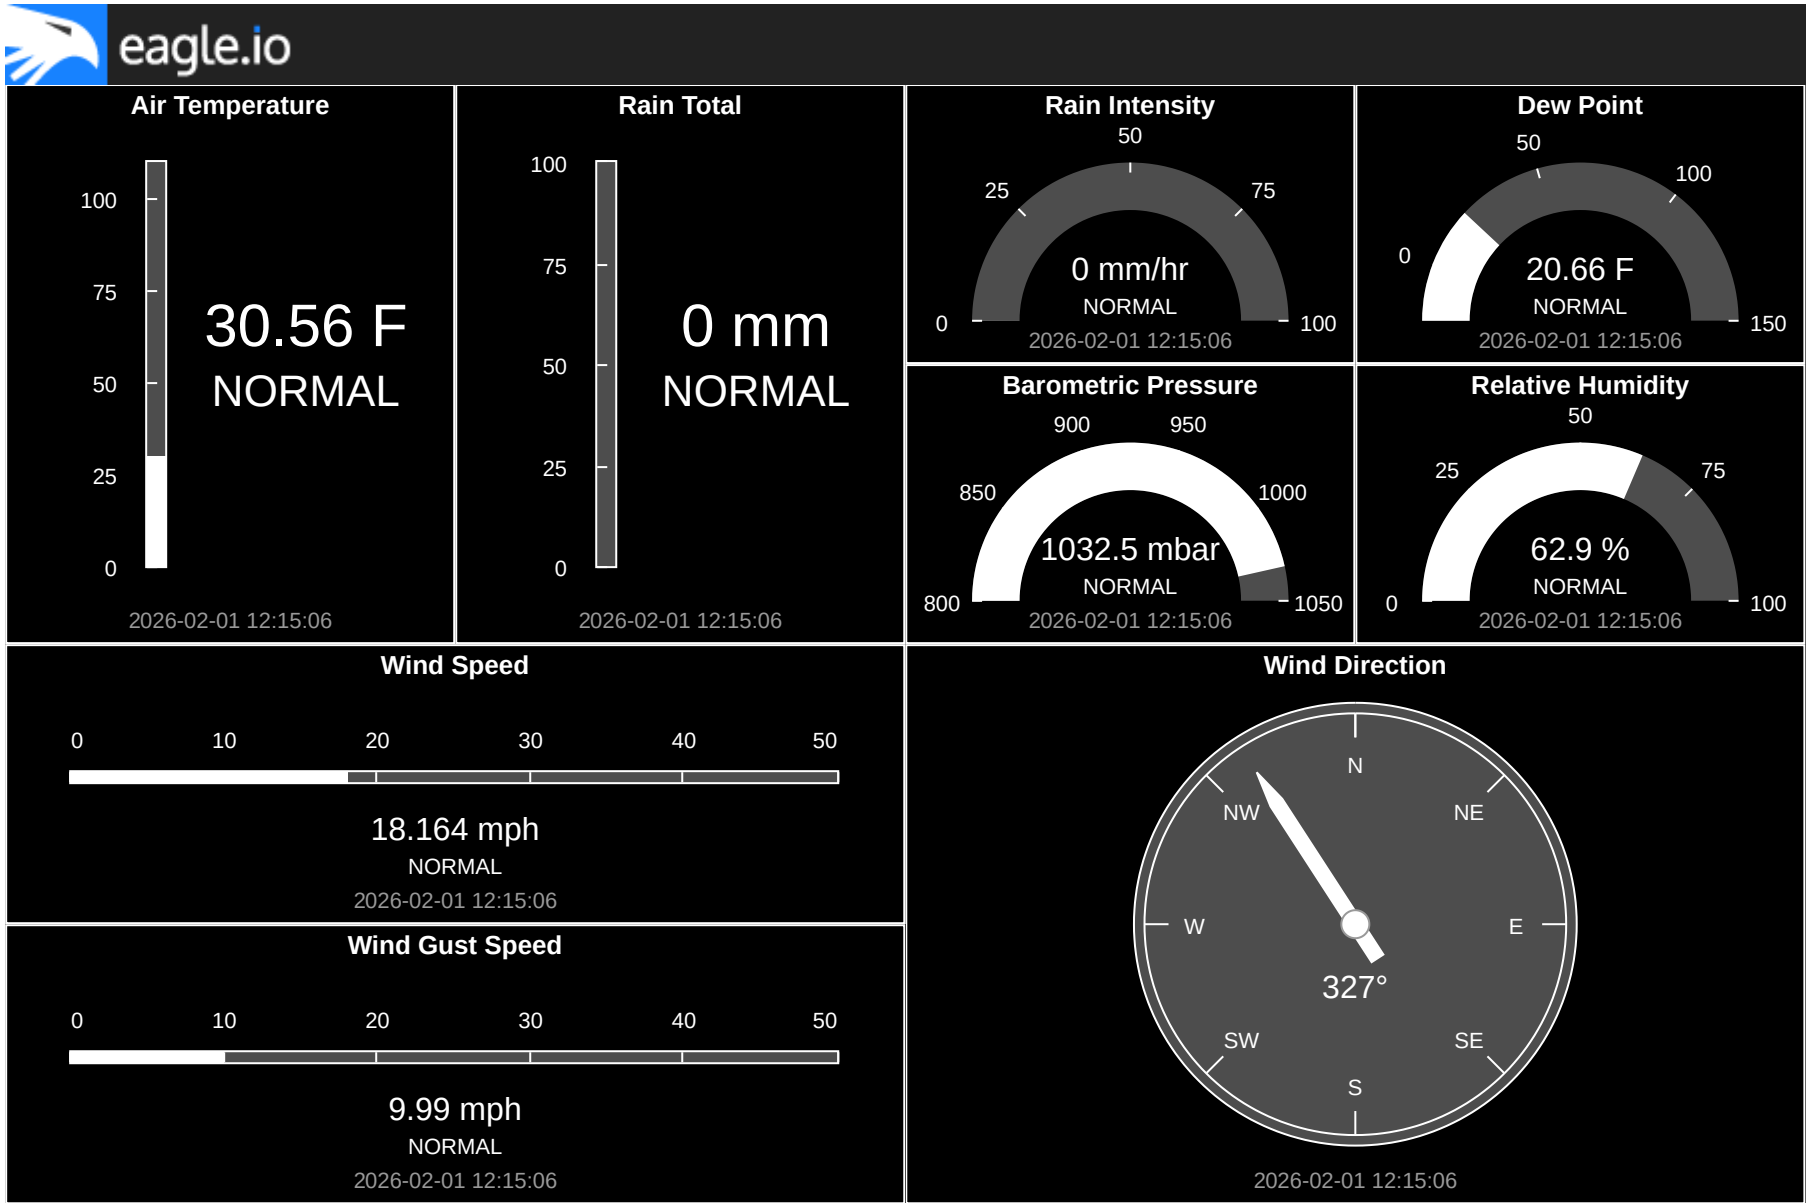 eagle.io
Air Temperature
100
75
50
25
0
30.56 F
NORMAL
2026-02-01 12:15:06
Rain Total
100
75
50
25
0
0 mm
NORMAL
2026-02-01 12:15:06
Rain Intensity
50
25
75
0
100
0 mm/hr
NORMAL
2026-02-01 12:15:06
Dew Point
50
100
0
150
20.66 F
NORMAL
2026-02-01 12:15:06
Barometric Pressure
900
950
850
1000
800
1050
1032.5 mbar
NORMAL
2026-02-01 12:15:06
Relative Humidity
50
25
75
0
100
62.9 %
NORMAL
2026-02-01 12:15:06
Wind Speed
0 10 20 30 40 50
18.164 mph
NORMAL
2026-02-01 12:15:06
Wind Gust Speed
0 10 20 30 40 50
9.99 mph
NORMAL
2026-02-01 12:15:06
Wind Direction
N
NW NE
W E
327°
SW SE
S
2026-02-01 12:15:06